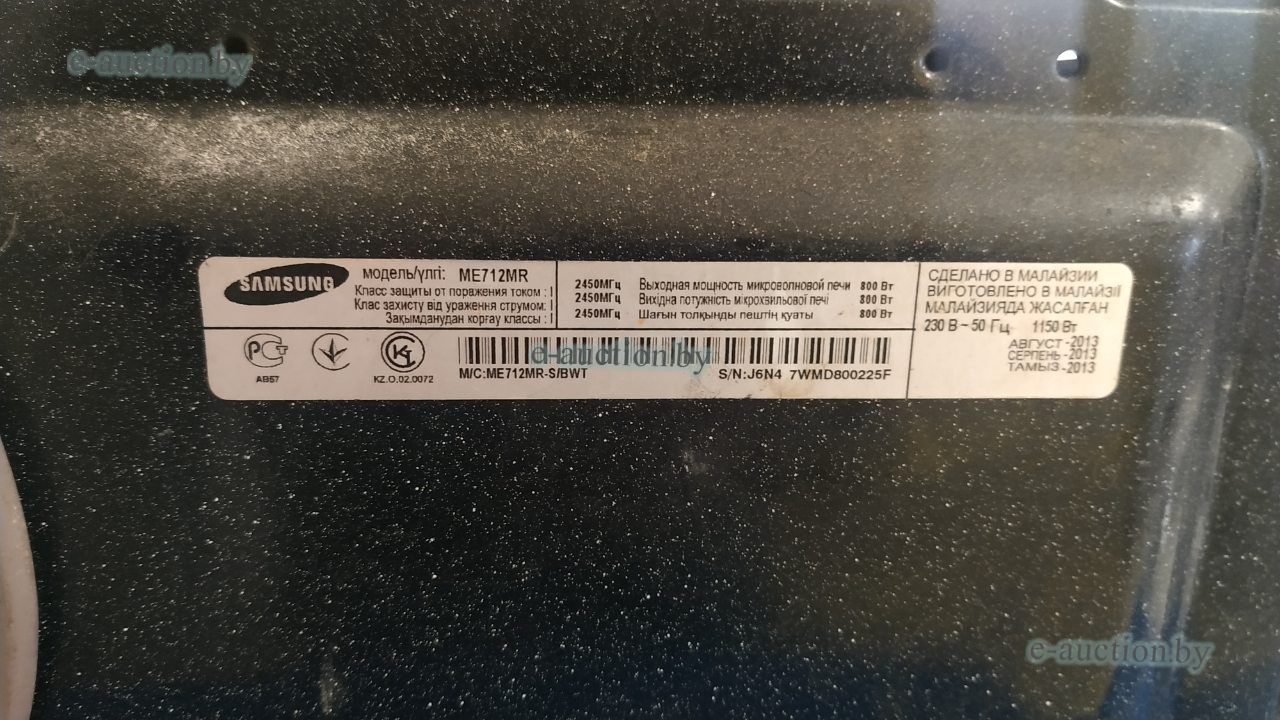 e-auction.by
SAMSUNG
модель/үлгі: ME712MR
Класс защиты от поражения током : I
Клас захисту від ураження струмом: I
Зақымданудан қорғау классы : I
2450МГц Выходная мощность микроволновой печи 800 Вт
2450МГц Вихідна потужність мікрохвильової печі 800 Вт
2450МГц Шағын толқынды пештің қуаты 800 Вт
СДЕЛАНО В МАЛАЙЗИИ
ВИГОТОВЛЕНО В МАЛАЙЗІЇ
МАЛАЙЗИЯДА ЖАСАЛҒАН
230 В ~ 50 Гц 1150 Вт
АВГУСТ -2013
СЕРПЕНЬ -2013
ТАМЫЗ -2013
АВ57
KZ.O.02.0072
e-auction.by
M/C:ME712MR-S/BWT S/N:J6N4 7WMD800225F
e-auction.by